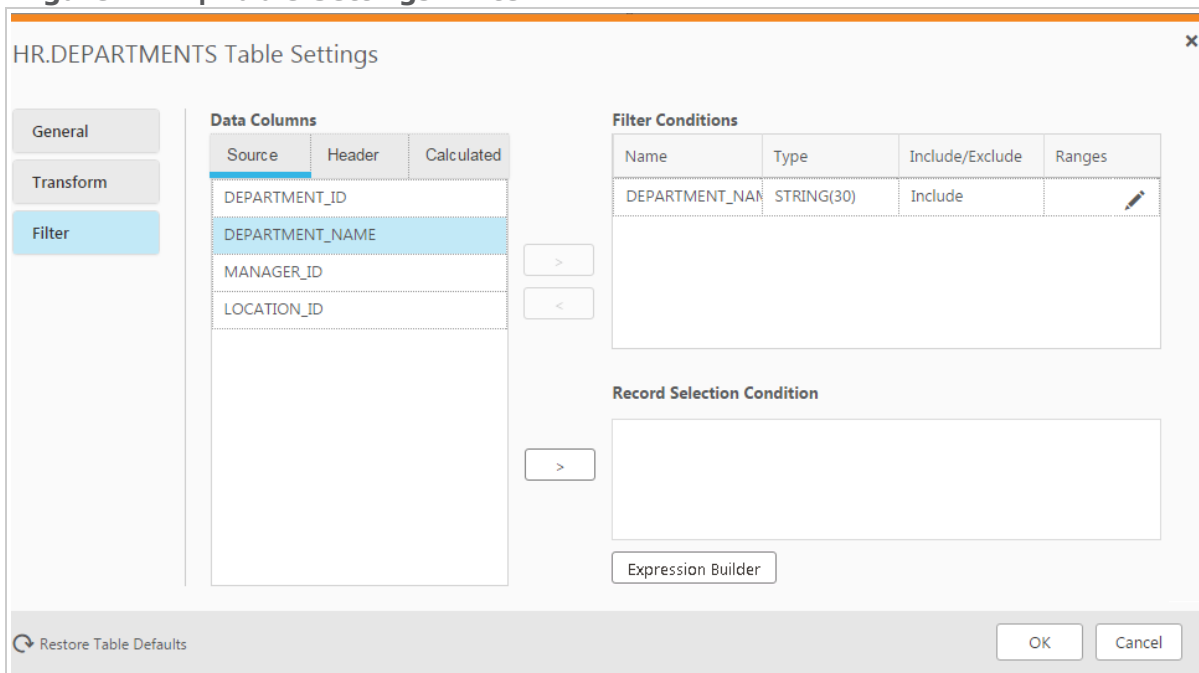 HR.DEPARTMENTS Table Settings
×
General
Transform
Filter
Data Columns
Source Header Calculated
DEPARTMENT_ID
DEPARTMENT_NAME
MANAGER_ID
LOCATION_ID
>
<
>
Filter Conditions
Name Type Include/Exclude Ranges
DEPARTMENT_NAM STRING(30) Include
Record Selection Condition
Expression Builder
Restore Table Defaults
OK Cancel